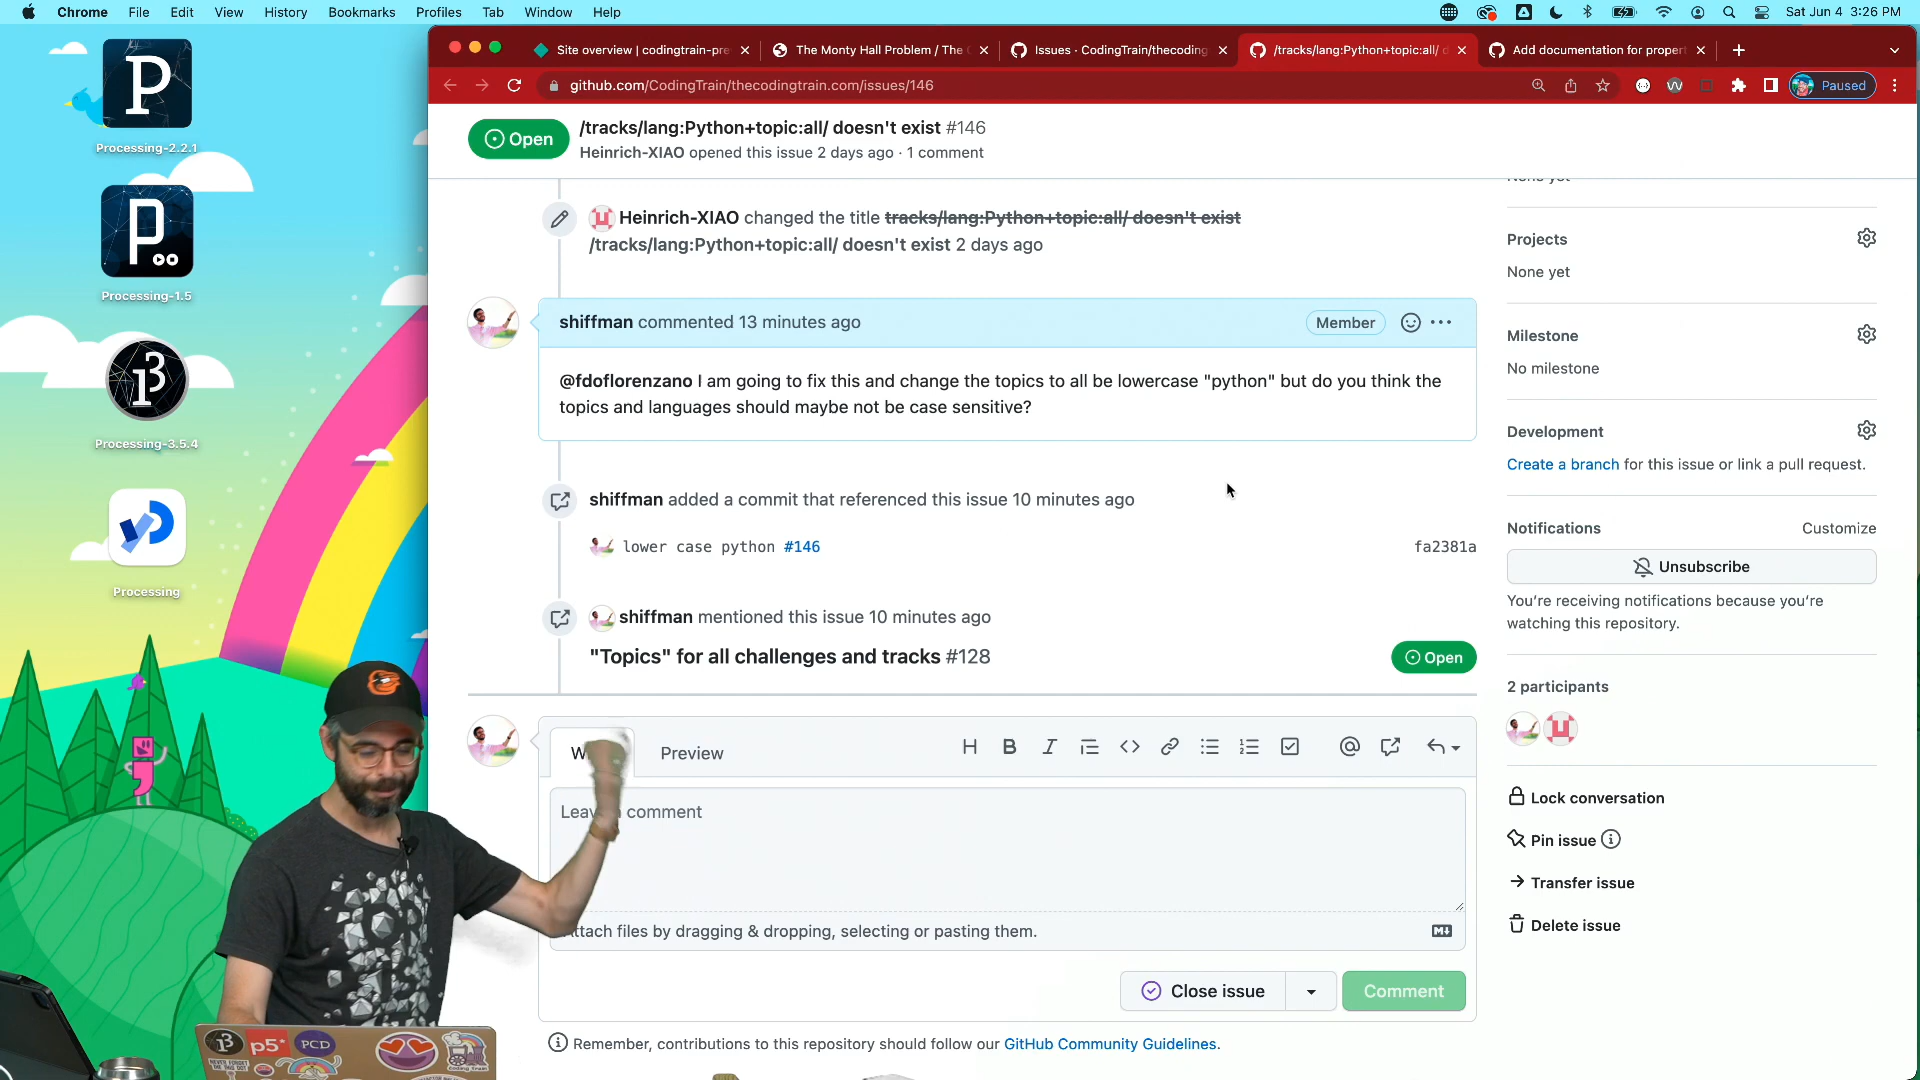 Chrome File Edit View History Bookmarks Profiles Tab Window Help Sat Jun 4 3:26 PM
Site overview | codingtrain-pre
The Monty Hall Problem / The
Issues · CodingTrain/thecoding
/tracks/lang:Python+topic:all/ d
Add documentation for proper
github.com/CodingTrain/thecodingtrain.com/issues/146
Paused
Processing-2.2.1
Processing-1.5
Processing-3.5.4
Processing
Open
/tracks/lang:Python+topic:all/ doesn't exist #146
Heinrich-XIAO opened this issue 2 days ago · 1 comment
Heinrich-XIAO changed the title tracks/lang:Python+topic:all/ doesn't exist
/tracks/lang:Python+topic:all/ doesn't exist 2 days ago
shiffman commented 13 minutes ago
Member
@fdoflorenzano I am going to fix this and change the topics to all be lowercase "python" but do you think the
topics and languages should maybe not be case sensitive?
shiffman added a commit that referenced this issue 10 minutes ago
lower case python #146
fa2381a
shiffman mentioned this issue 10 minutes ago
"Topics" for all challenges and tracks #128
Open
Preview
comment
attach files by dragging & dropping, selecting or pasting them.
Close issue
Comment
Remember, contributions to this repository should follow our GitHub Community Guidelines.
Projects
None yet
Milestone
No milestone
Development
Create a branch for this issue or link a pull request.
Notifications
Customize
Unsubscribe
You're receiving notifications because you're
watching this repository.
2 participants
Lock conversation
Pin issue
Transfer issue
Delete issue
p5*
PCD